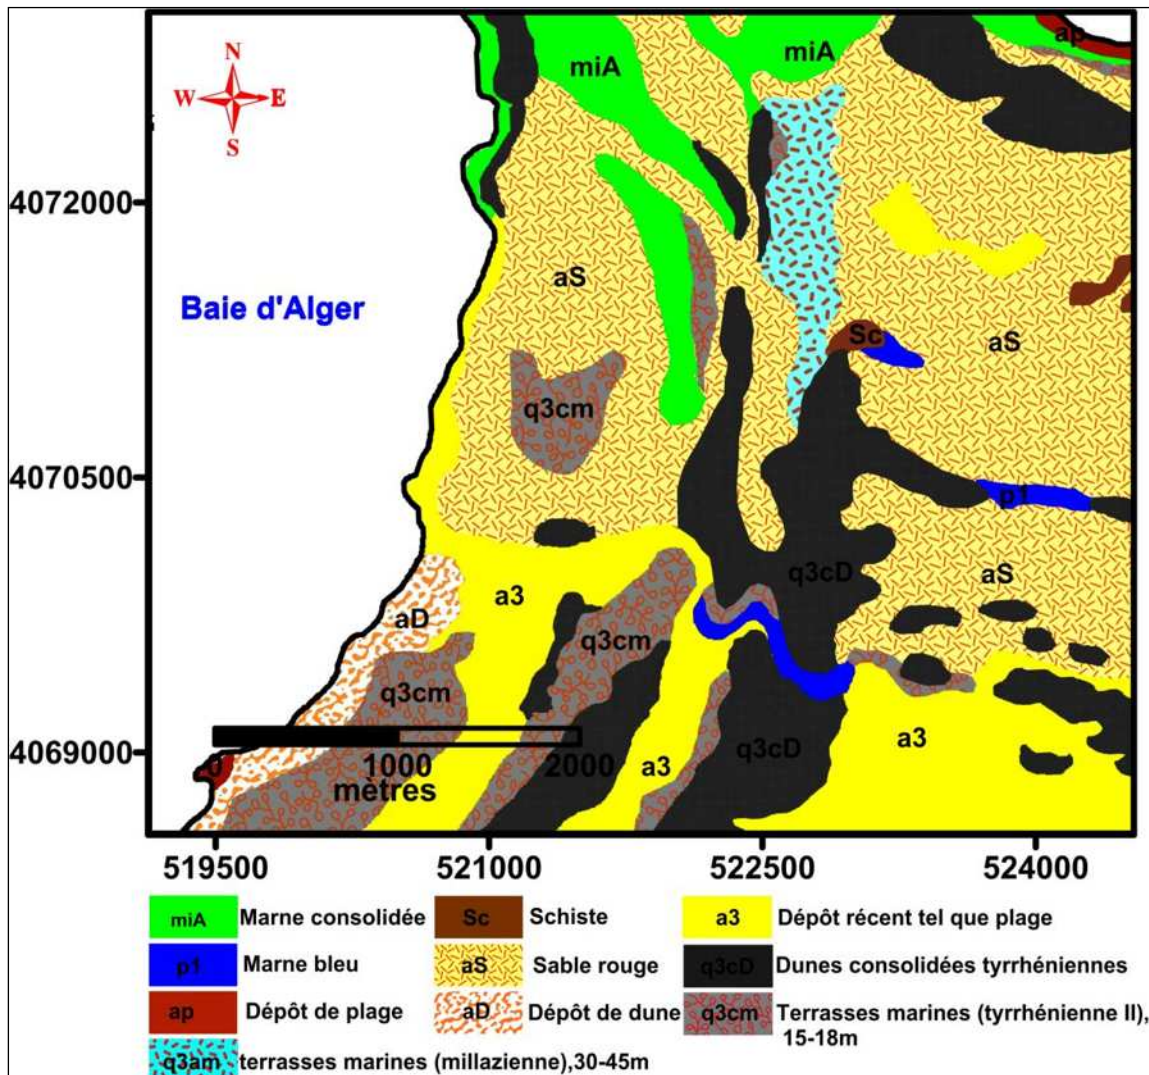 N
W E
S
miA
miA
ap
4072000
aS
Baie d'Alger
Sc
aS
q3cm
4070500
p1
q3cD
aS
a3
aD
q3cm
q3cm
a3
q3cD
4069000
a3
0 1000 2000
mètres
519500 521000 522500 524000
miA Marne consolidée
Sc Schiste
a3 Dépôt récent tel que plage
p1 Marne bleu
aS Sable rouge
q3cD Dunes consolidées tyrrhéniennes
ap Dépôt de plage
aD Dépôt de dune
q3cm Terrasses marines (tyrrhénienne II),
15-18m
q3am terrasses marines (millazienne),30-45m